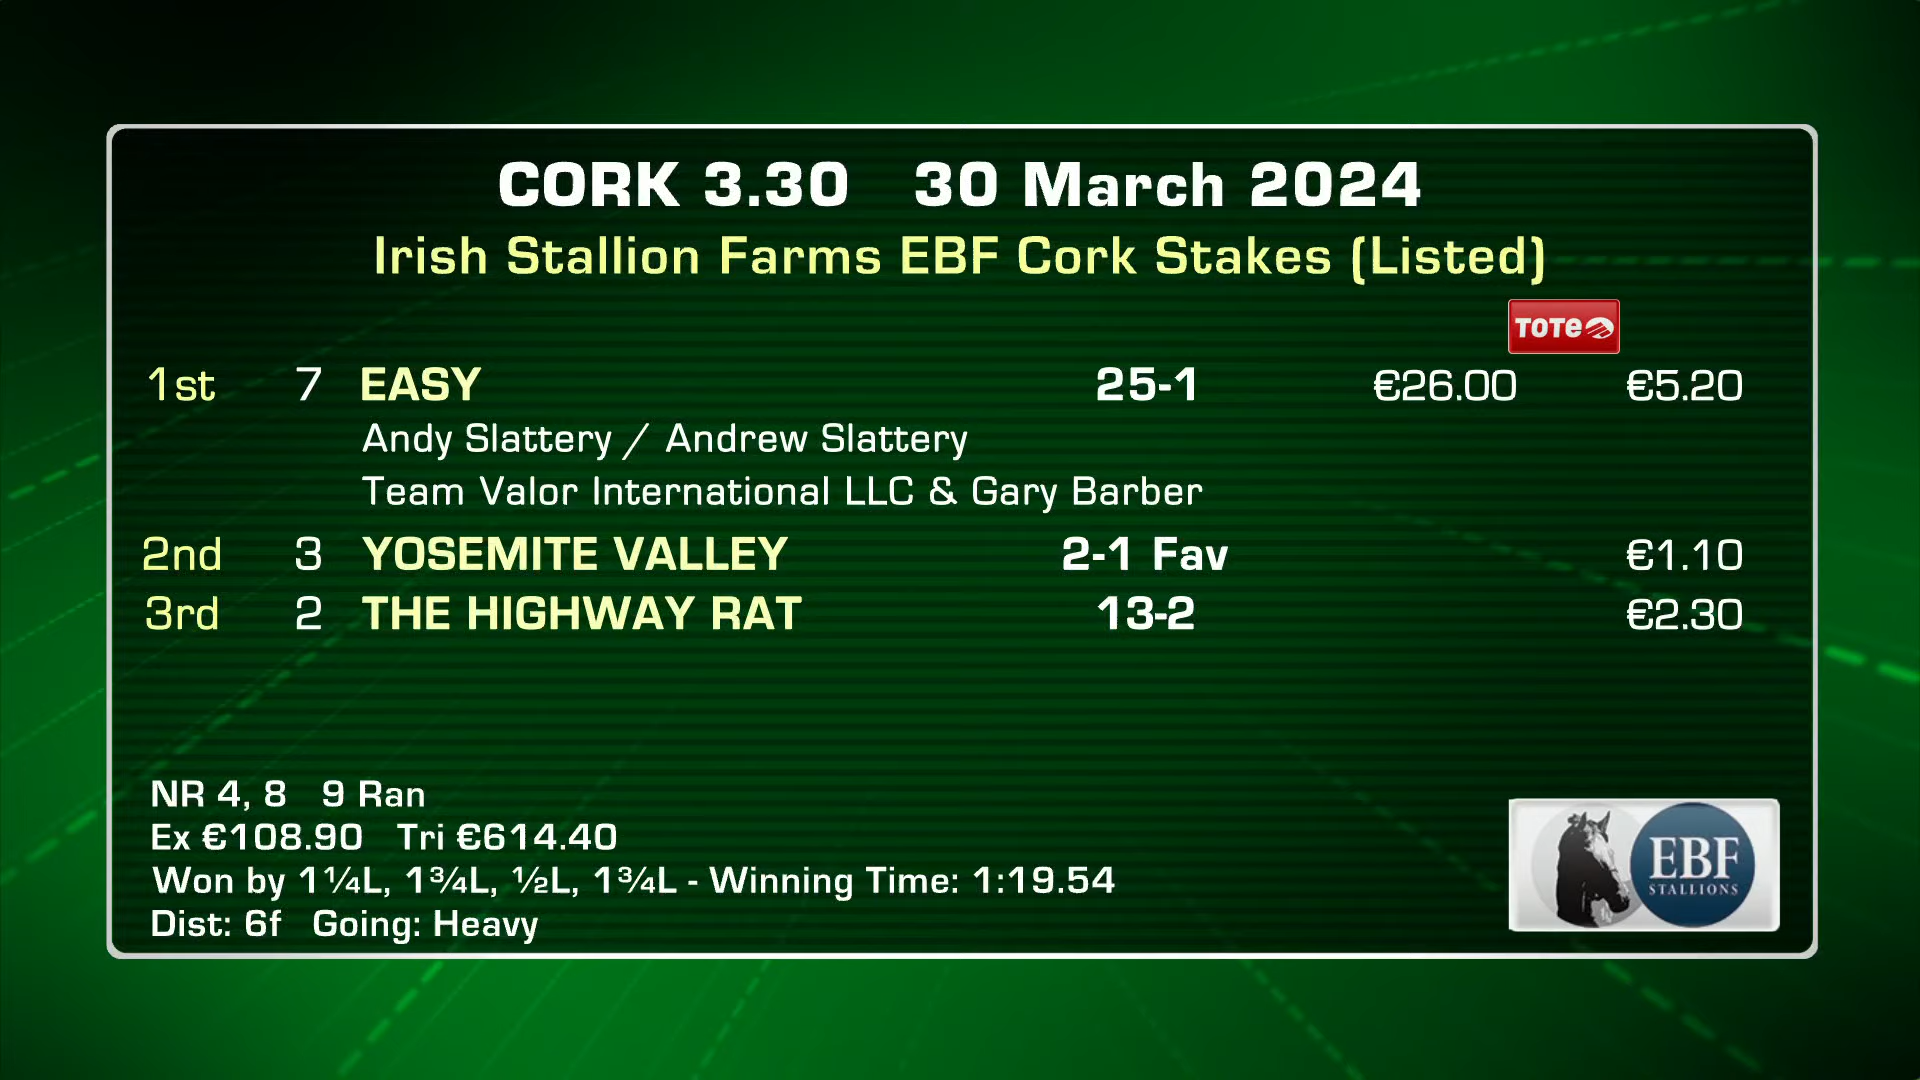 CORK 3.30 30 March 2024
Irish Stallion Farms EBF Cork Stakes (Listed)
TOTE
1st 7 EASY 25-1 €26.00 €5.20
Andy Slattery / Andrew Slattery
Team Valor International LLC & Gary Barber
2nd 3 YOSEMITE VALLEY 2-1 Fav €1.10
3rd 2 THE HIGHWAY RAT 13-2 €2.30
NR 4, 8 9 Ran
Ex €108.90 Tri €614.40
Won by 1¼L, 1¾L, ½L, 1¾L - Winning Time: 1:19.54
Dist: 6f Going: Heavy
EBF
STALLIONS